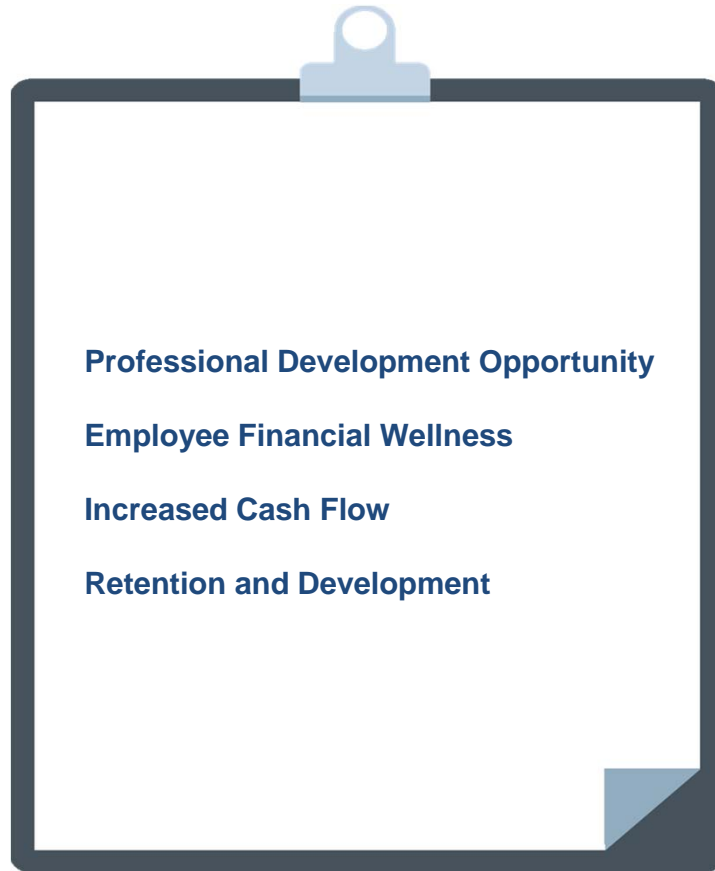 Professional Development Opportunity
Employee Financial Wellness
Increased Cash Flow
Retention and Development